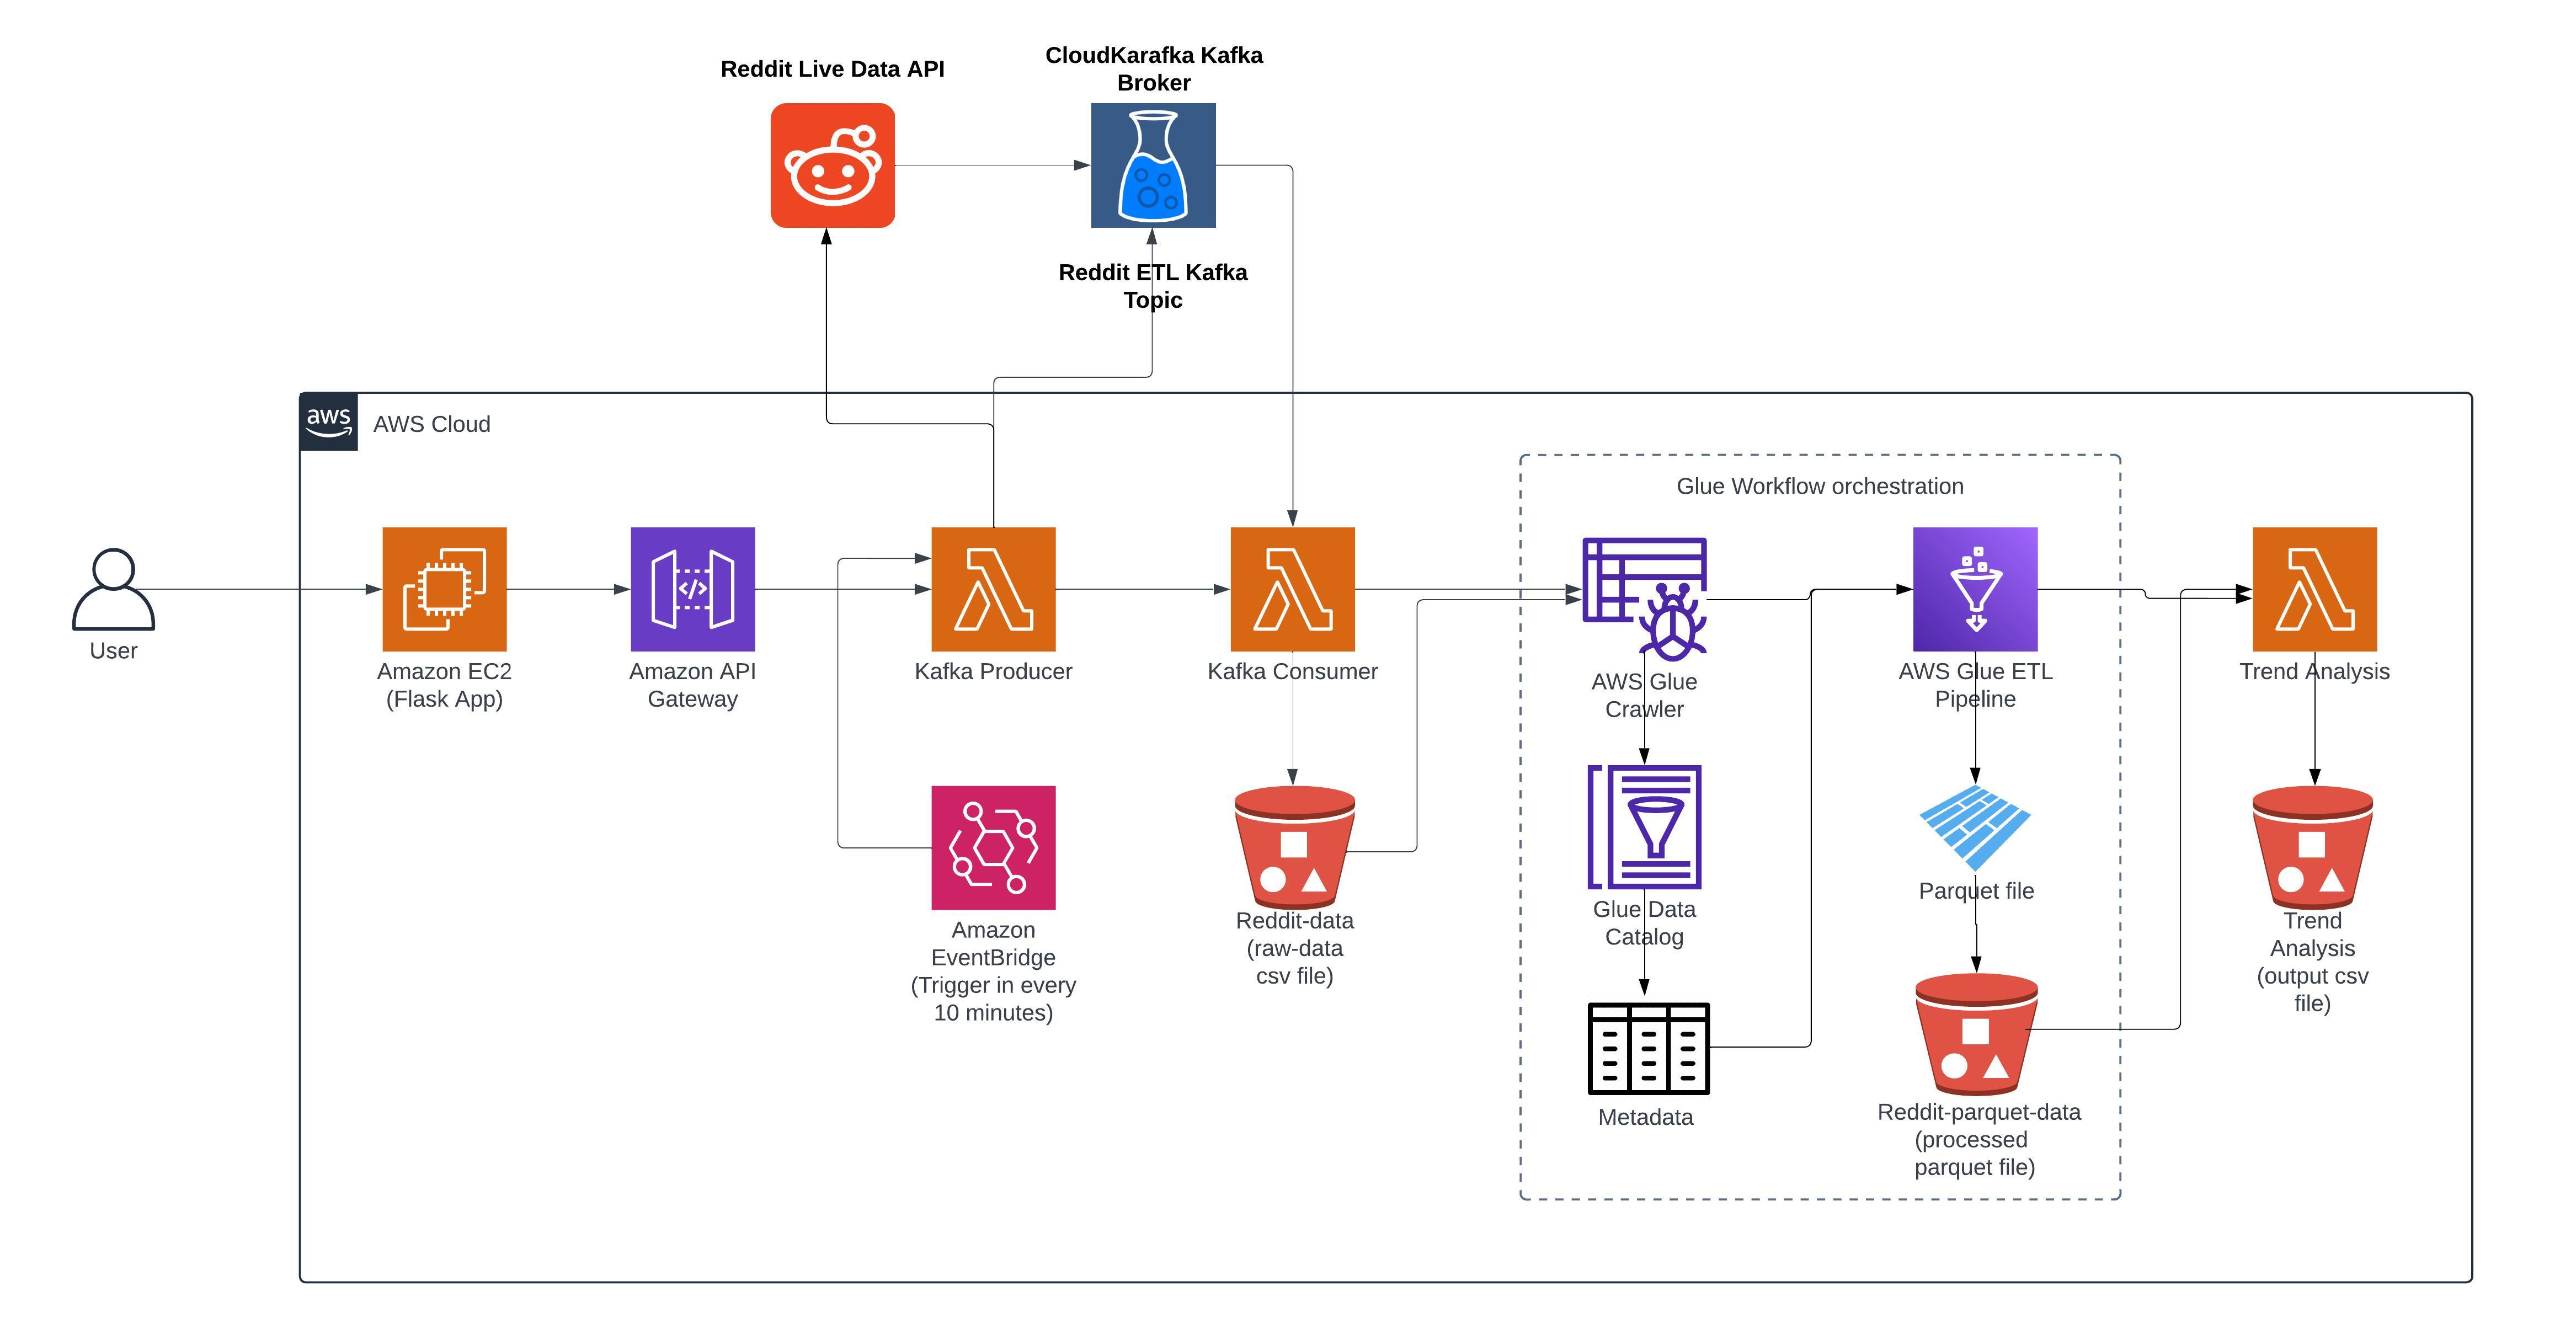 Reddit Live Data API
CloudKarafka Kafka
Broker
Reddit ETL Kafka
Topic
aws
AWS Cloud
Glue Workflow orchestration
User
Amazon EC2
(Flask App)
Amazon API
Gateway
Kafka Producer
Kafka Consumer
AWS Glue
Crawler
AWS Glue ETL
Pipeline
Trend Analysis
Amazon
EventBridge
(Trigger in every
10 minutes)
Reddit-data
(raw-data
csv file)
Glue Data
Catalog
Parquet file
Trend
Analysis
(output csv
file)
Metadata
Reddit-parquet-data
(processed
parquet file)